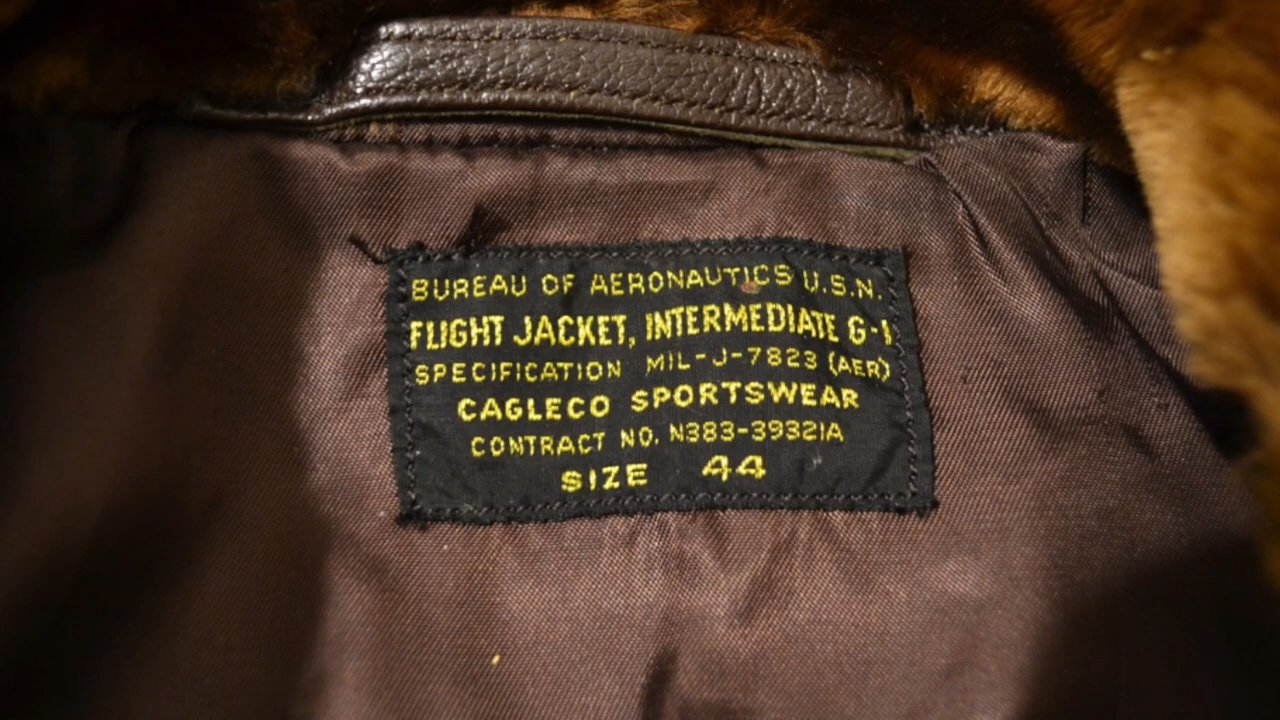 BUREAU OF AERONAUTICS U.S.N.
FLIGHT JACKET, INTERMEDIATE G-1
SPECIFICATION MIL-J-7823 (AER)
CAGLECO SPORTSWEAR
CONTRACT NO. N383-39321A
SIZE 44